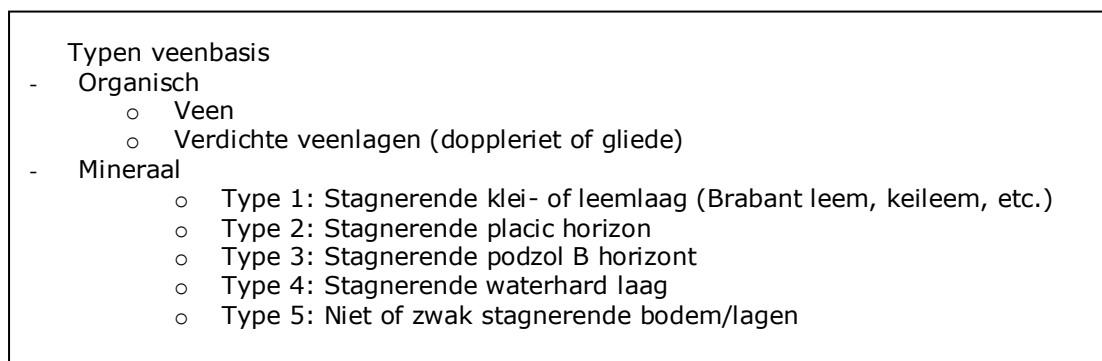 Typen veenbasis
- Organisch
o Veen
o Verdichte veenlagen (doppleriet of gliede)
- Mineraal
o Type 1: Stagnerende klei- of leemlaag (Brabant leem, keileem, etc.)
o Type 2: Stagnerende placic horizon
o Type 3: Stagnerende podzol B horizont
o Type 4: Stagnerende waterhard laag
o Type 5: Niet of zwak stagnerende bodem/lagen